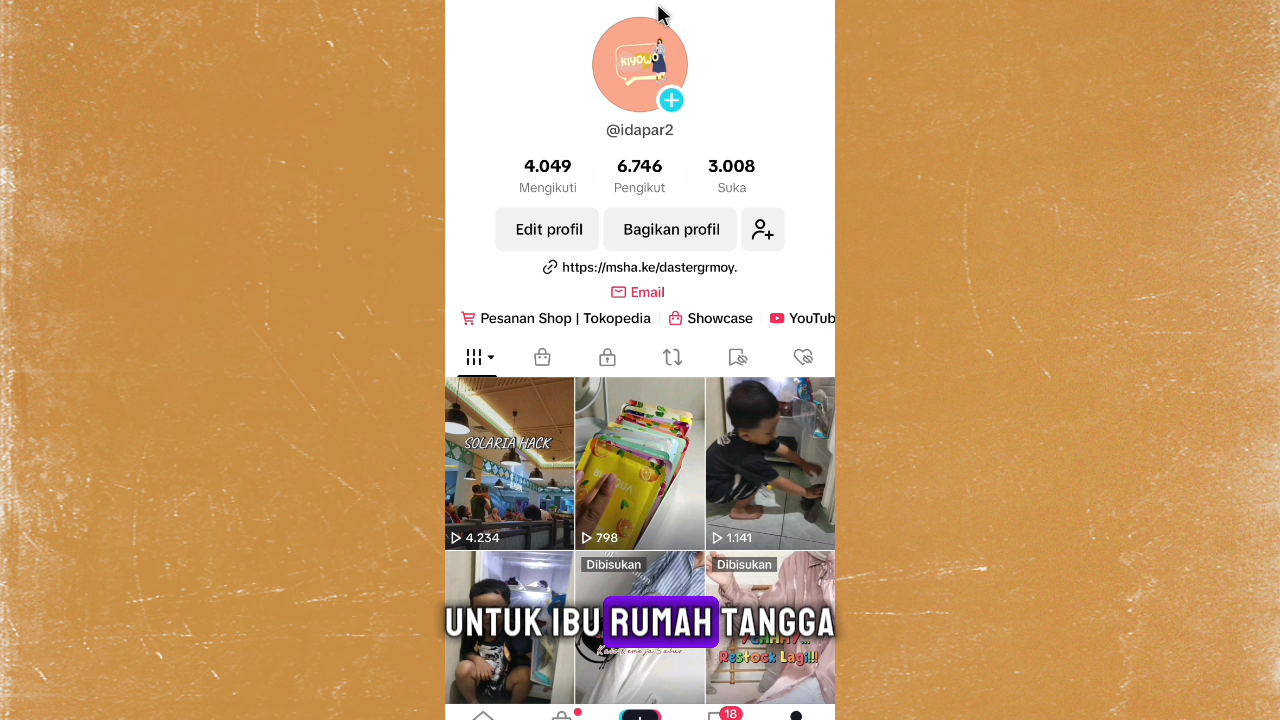 KIYOWO
@idapar2
4.049 6.746 3.008
Mengikuti Pengikut Suka
Edit profil Bagikan profil
https://msha.ke/dastergrmoy.
Email
Pesanan Shop | Tokopedia Showcase YouTub
SOLARIA HACK
4.234 798 1.141
Dibisukan Dibisukan
UNTUK IBU RUMAH TANGGA
Restock Lagi!!
18